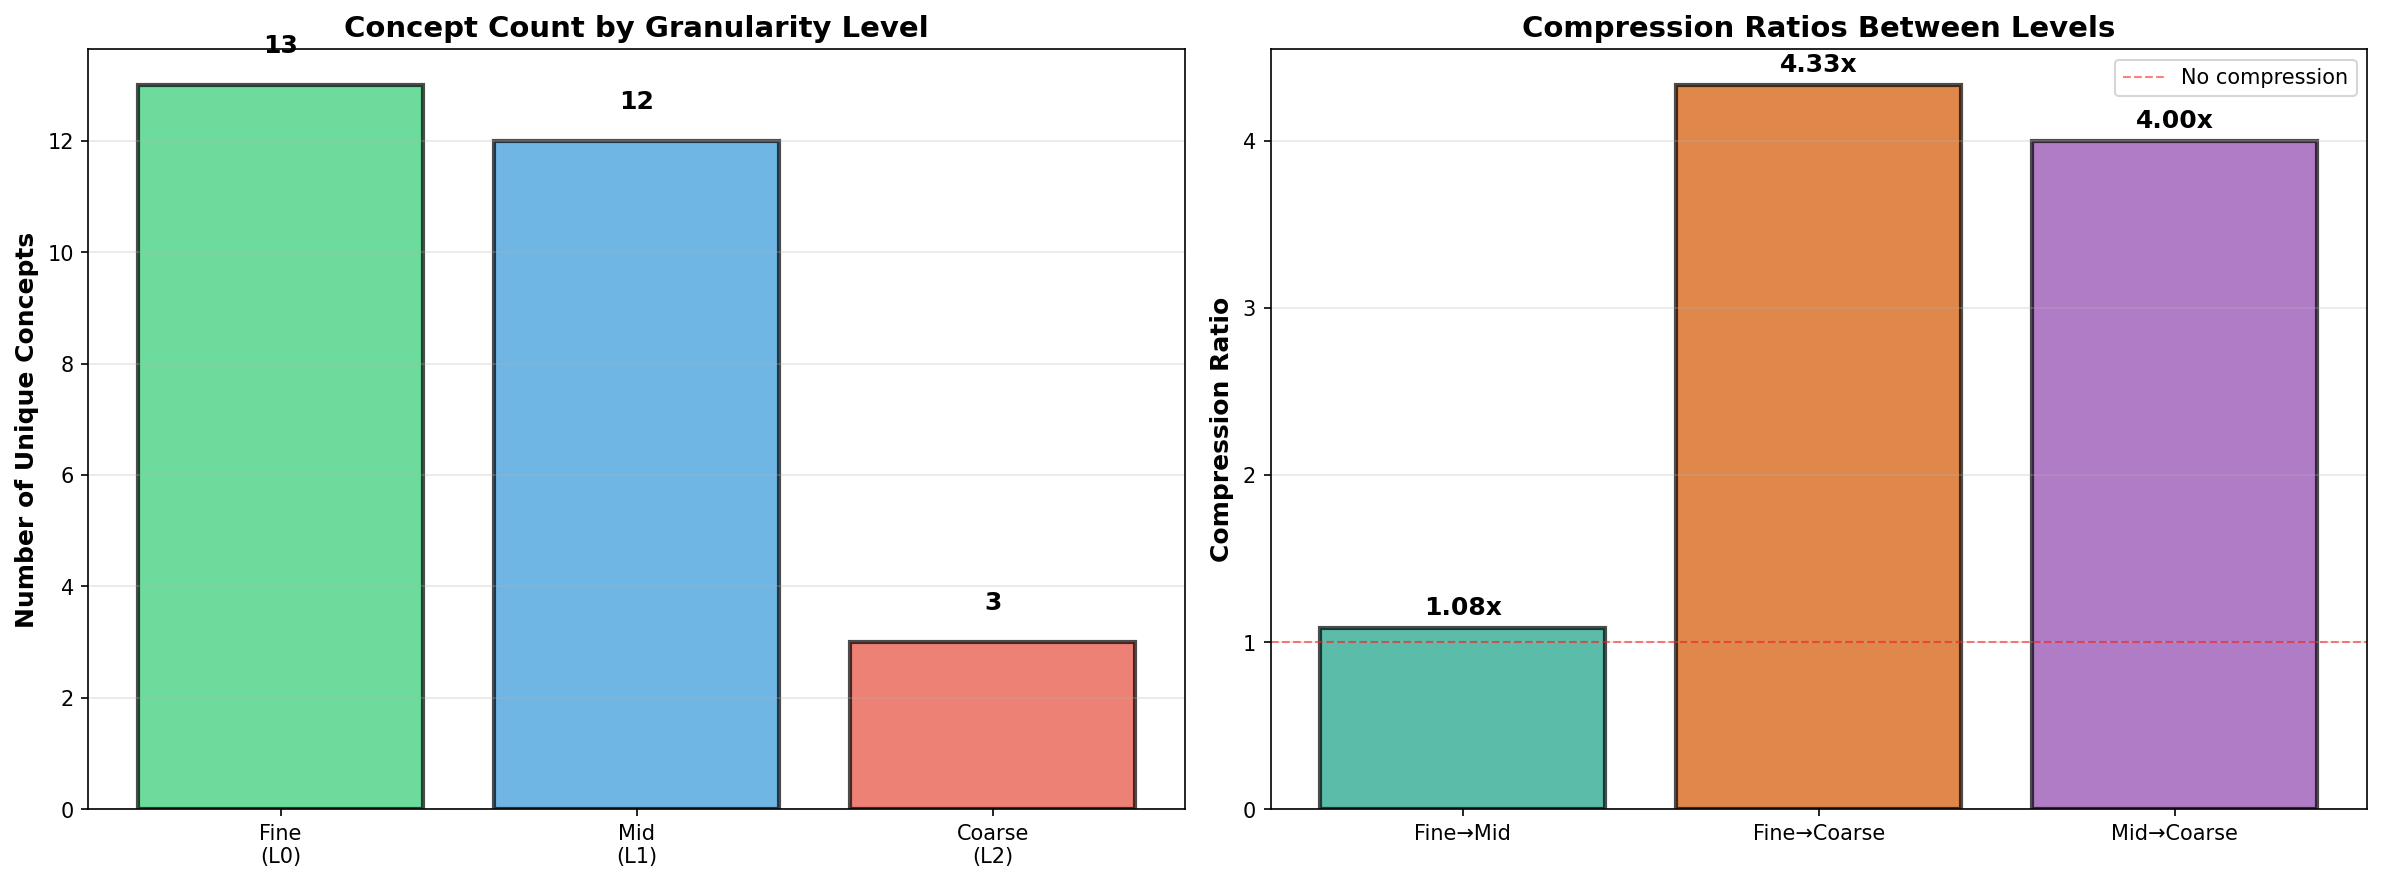 Concept Count by Granularity Level
13
12
3
Number of Unique Concepts
12
10
8
6
4
2
0
Fine
(L0)
Mid
(L1)
Coarse
(L2)
Compression Ratios Between Levels
No compression
4.33x
4.00x
1.08x
Compression Ratio
4
3
2
1
0
Fine→Mid
Fine→Coarse
Mid→Coarse